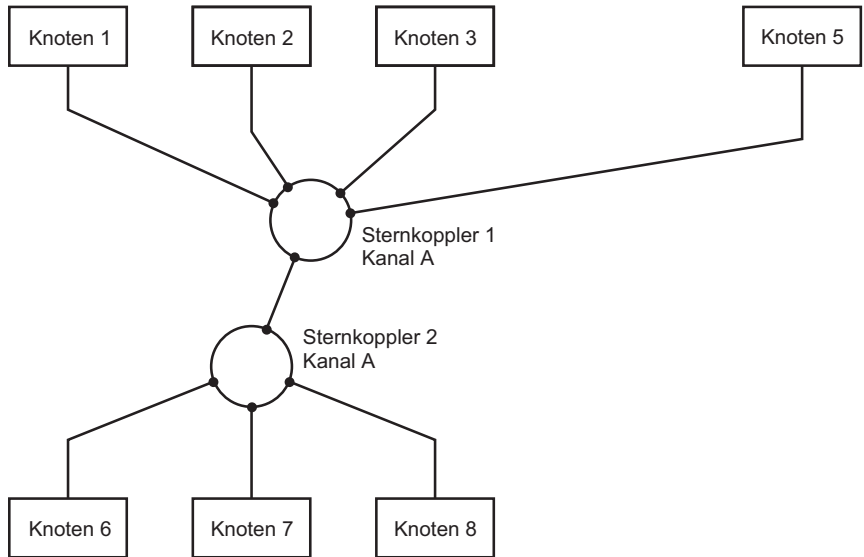 Knoten 1
Knoten 2
Knoten 3
Knoten 5
Sternkoppler 1
Kanal A
Sternkoppler 2
Kanal A
Knoten 6
Knoten 7
Knoten 8